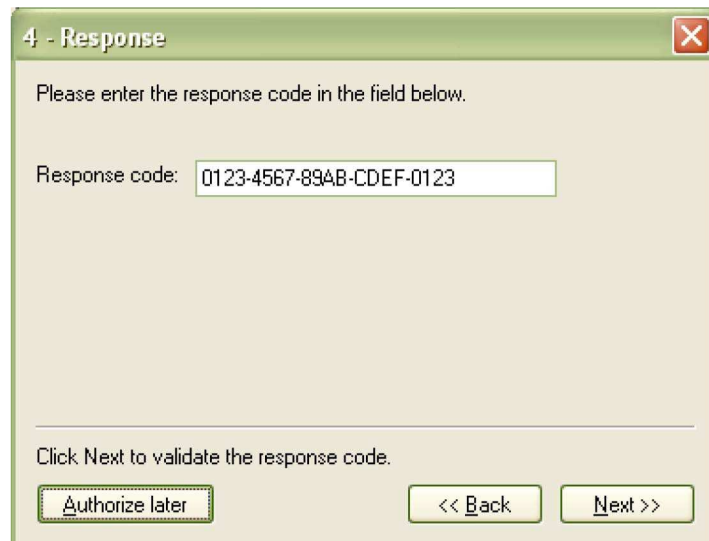 4 - Response
Please enter the response code in the field below.
Response code: 0123-4567-89AB-CDEF-0123
Click Next to validate the response code.
Authorize later << Back Next >>